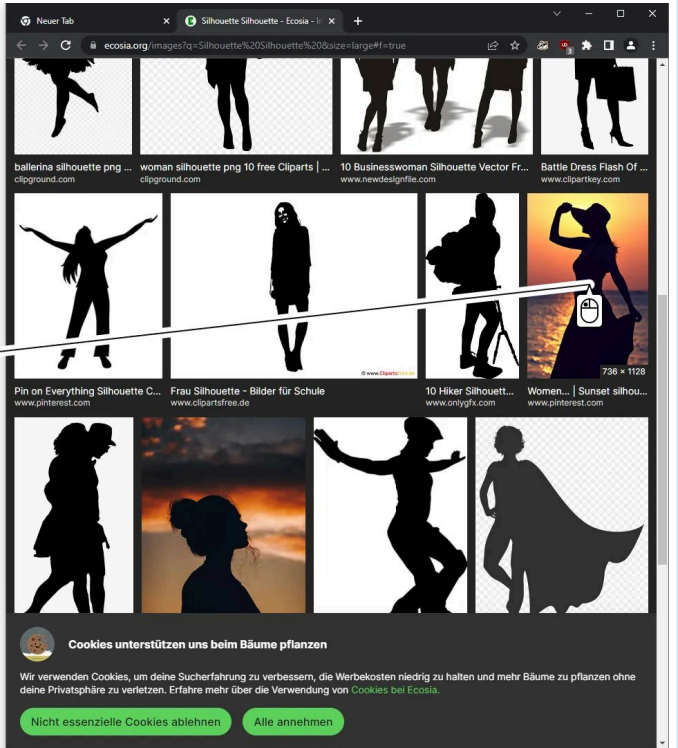 Neuer Tab
Silhouette Silhouette - Ecosia - I
ecosia.org/images?q=Silhouette%20Silhouette%20&size=large#f=true
ballerina silhouette png ...
clipground.com
woman silhouette png 10 free Cliparts | ...
clipground.com
10 Businesswoman Silhouette Vector Fr...
www.newdesignfile.com
Battle Dress Flash Of ...
www.clipartkey.com
© www.ClipartsFree.de
736 × 1128
Pin on Everything Silhouette C...
www.pinterest.com
Frau Silhouette - Bilder für Schule
www.clipartsfree.de
10 Hiker Silhouett...
www.onlygfx.com
Women... | Sunset silhou...
www.pinterest.com
Cookies unterstützen uns beim Bäume pflanzen
Wir verwenden Cookies, um deine Sucherfahrung zu verbessern, die Werbekosten niedrig zu halten und mehr Bäume zu pflanzen ohne
deine Privatsphäre zu verletzen. Erfahre mehr über die Verwendung von Cookies bei Ecosia.
Nicht essenzielle Cookies ablehnen
Alle annehmen